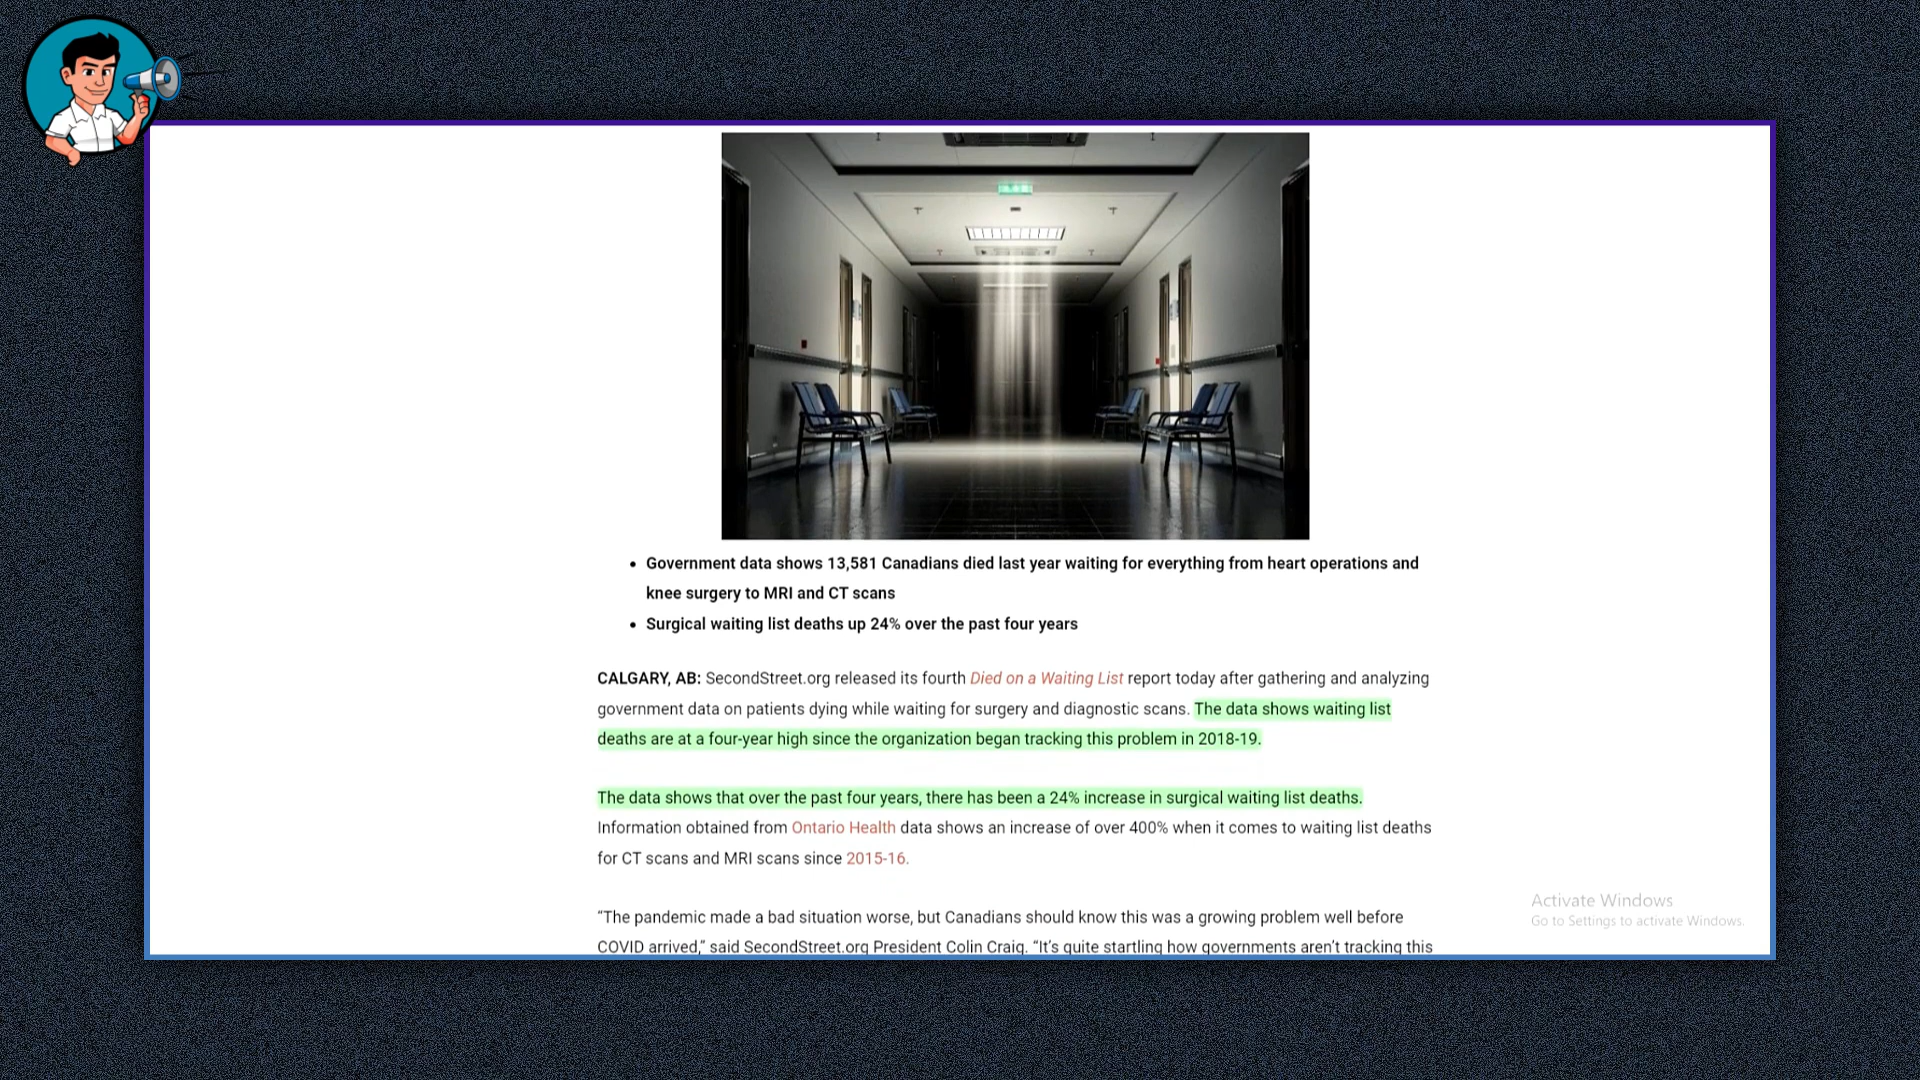 Government data shows 13,581 Canadians died last year waiting for everything from heart operations and
knee surgery to MRI and CT scans
Surgical waiting list deaths up 24% over the past four years
CALGARY, AB: SecondStreet.org released its fourth Died on a Waiting List report today after gathering and analyzing
government data on patients dying while waiting for surgery and diagnostic scans. The data shows waiting list
deaths are at a four-year high since the organization began tracking this problem in 2018-19.
The data shows that over the past four years, there has been a 24% increase in surgical waiting list deaths.
Information obtained from Ontario Health data shows an increase of over 400% when it comes to waiting list deaths
for CT scans and MRI scans since 2015-16.
“The pandemic made a bad situation worse, but Canadians should know this was a growing problem well before
COVID arrived,” said SecondStreet.org President Colin Craig. “It’s quite startling how governments aren’t tracking this
Activate Windows
Go to Settings to activate Windows.